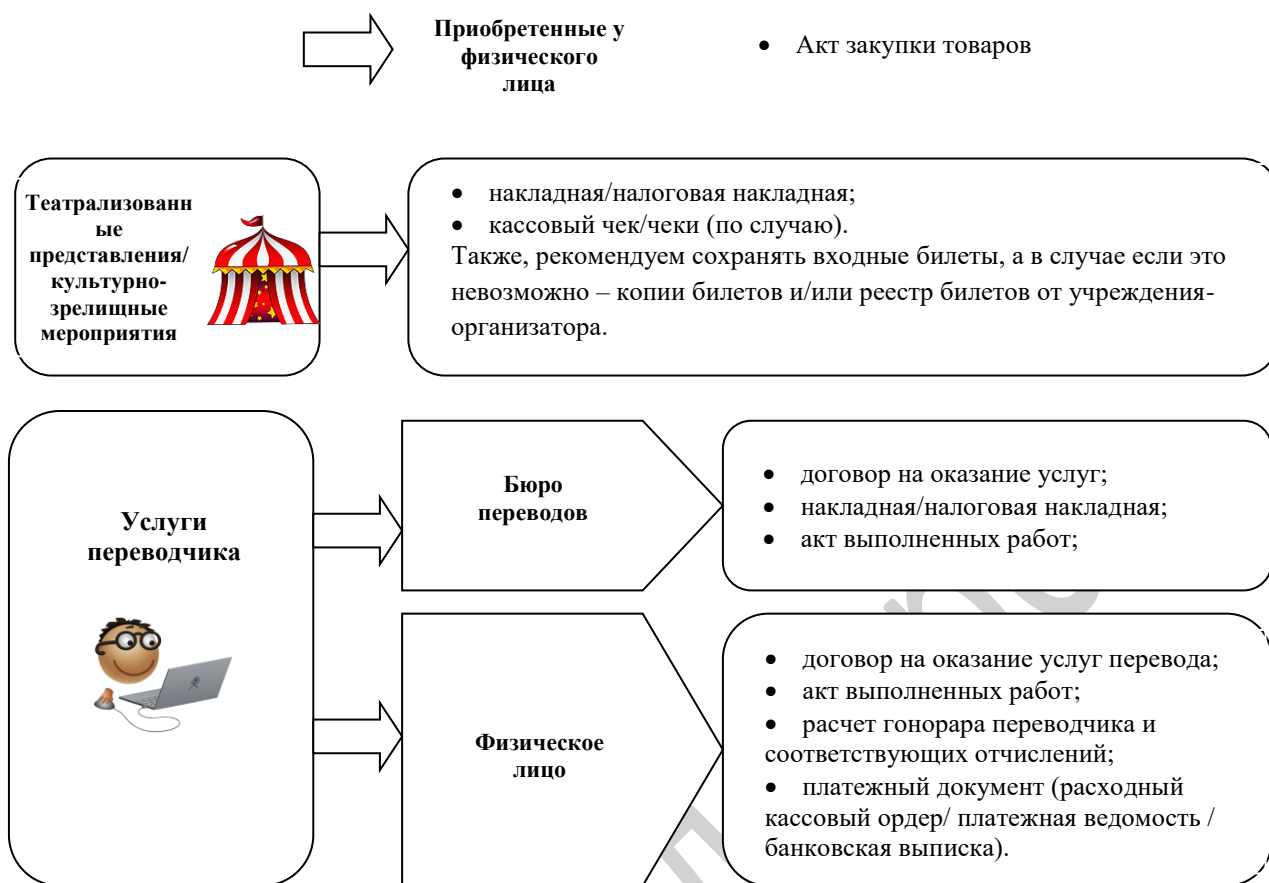 Приобретенные у
физического
лица
• Акт закупки товаров
Театрализованн
ые
представления/
культурно-
зрелищные
мероприятия
• накладная/налоговая накладная;
• кассовый чек/чеки (по случаю).
Также, рекомендуем сохранять входные билеты, а в случае если это
невозможно – копии билетов и/или реестр билетов от учреждения-
организатора.
Услуги
переводчика
Бюро
переводов
• договор на оказание услуг;
• накладная/налоговая накладная;
• акт выполненных работ;
Физическое
лицо
• договор на оказание услуг перевода;
• акт выполненных работ;
• расчет гонорара переводчика и
соответствующих отчислений;
• платежный документ (расходный
кассовый ордер/ платежная ведомость /
банковская выписка).